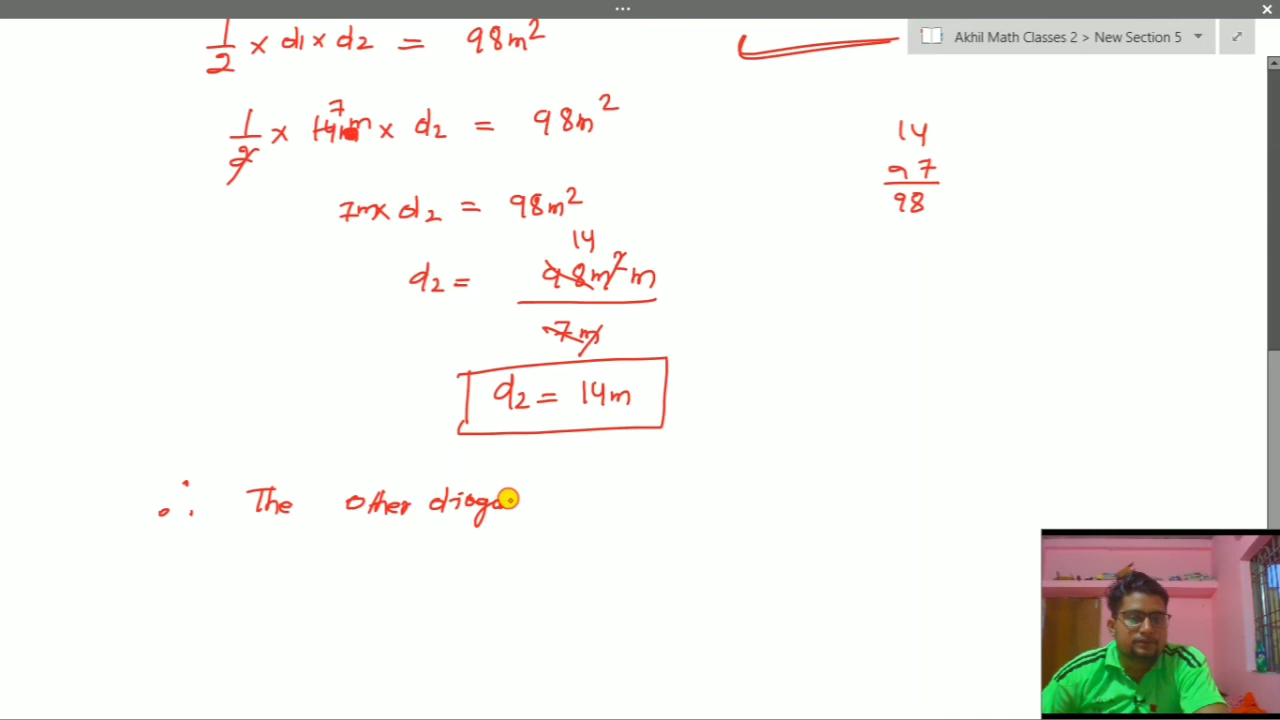 ...
1/2 × d1 × d2 = 98m²
Akhil Math Classes 2 > New Section 5
7
1/2 × 14m × d2 = 98m²
14
97
98
7m × d2 = 98m²
14
d2 = 98m² m
7m
d2 = 14m
∴ The other diago